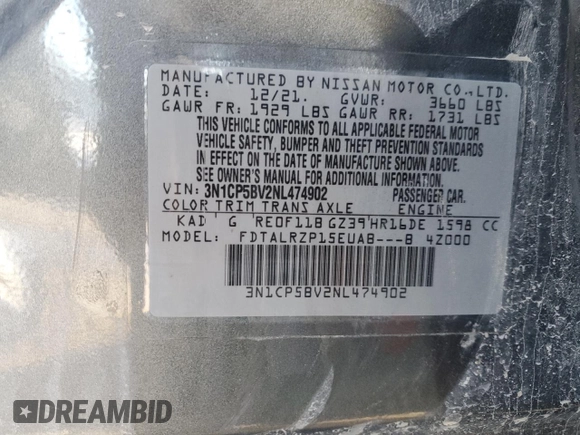 MANUFACTURED BY NISSAN MOTOR CO.,LTD.
DATE: 12/21. GVWR: 3660 LBS
GAWR FR: 1929 LBS GAWR RR: 1731 LBS
THIS VEHICLE CONFORMS TO ALL APPLICABLE FEDERAL MOTOR
VEHICLE SAFETY, BUMPER AND THEFT PREVENTION STANDARDS
IN EFFECT ON THE DATE OF MANUFACTURE SHOWN ABOVE.
SEE OWNER'S MANUAL FOR ADDITIONAL INFORMATION
VIN: 3N1CP5BV2NL474902 PASSENGER CAR.
COLOR TRIM TRANS AXLE ENGINE
KAD G RE0F11B GZ39 HR16DE 1598 CC
MODEL: FDTALRZP15EUAB---B 4Z000
3N1CP5BV2NL474902
DREAMBID